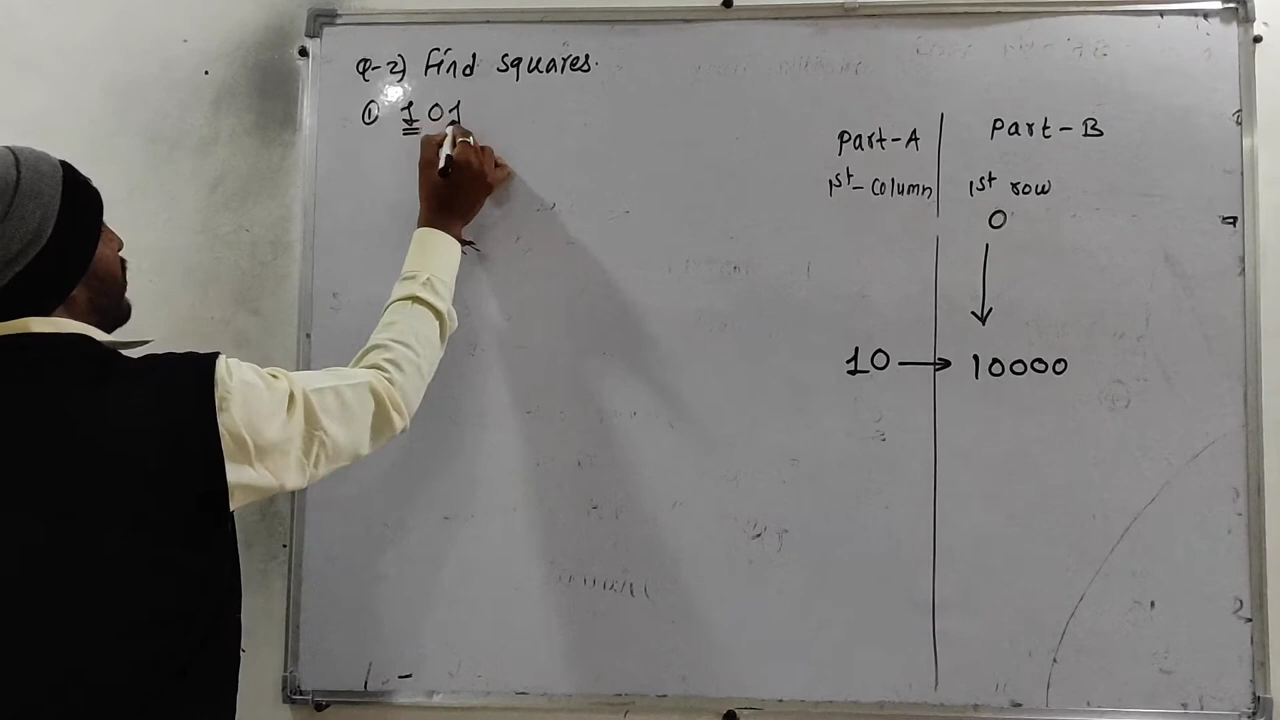 Q-2) Find squares.
① 101
Part-A Part-B
1st-column 1st row
0
10 → 10000